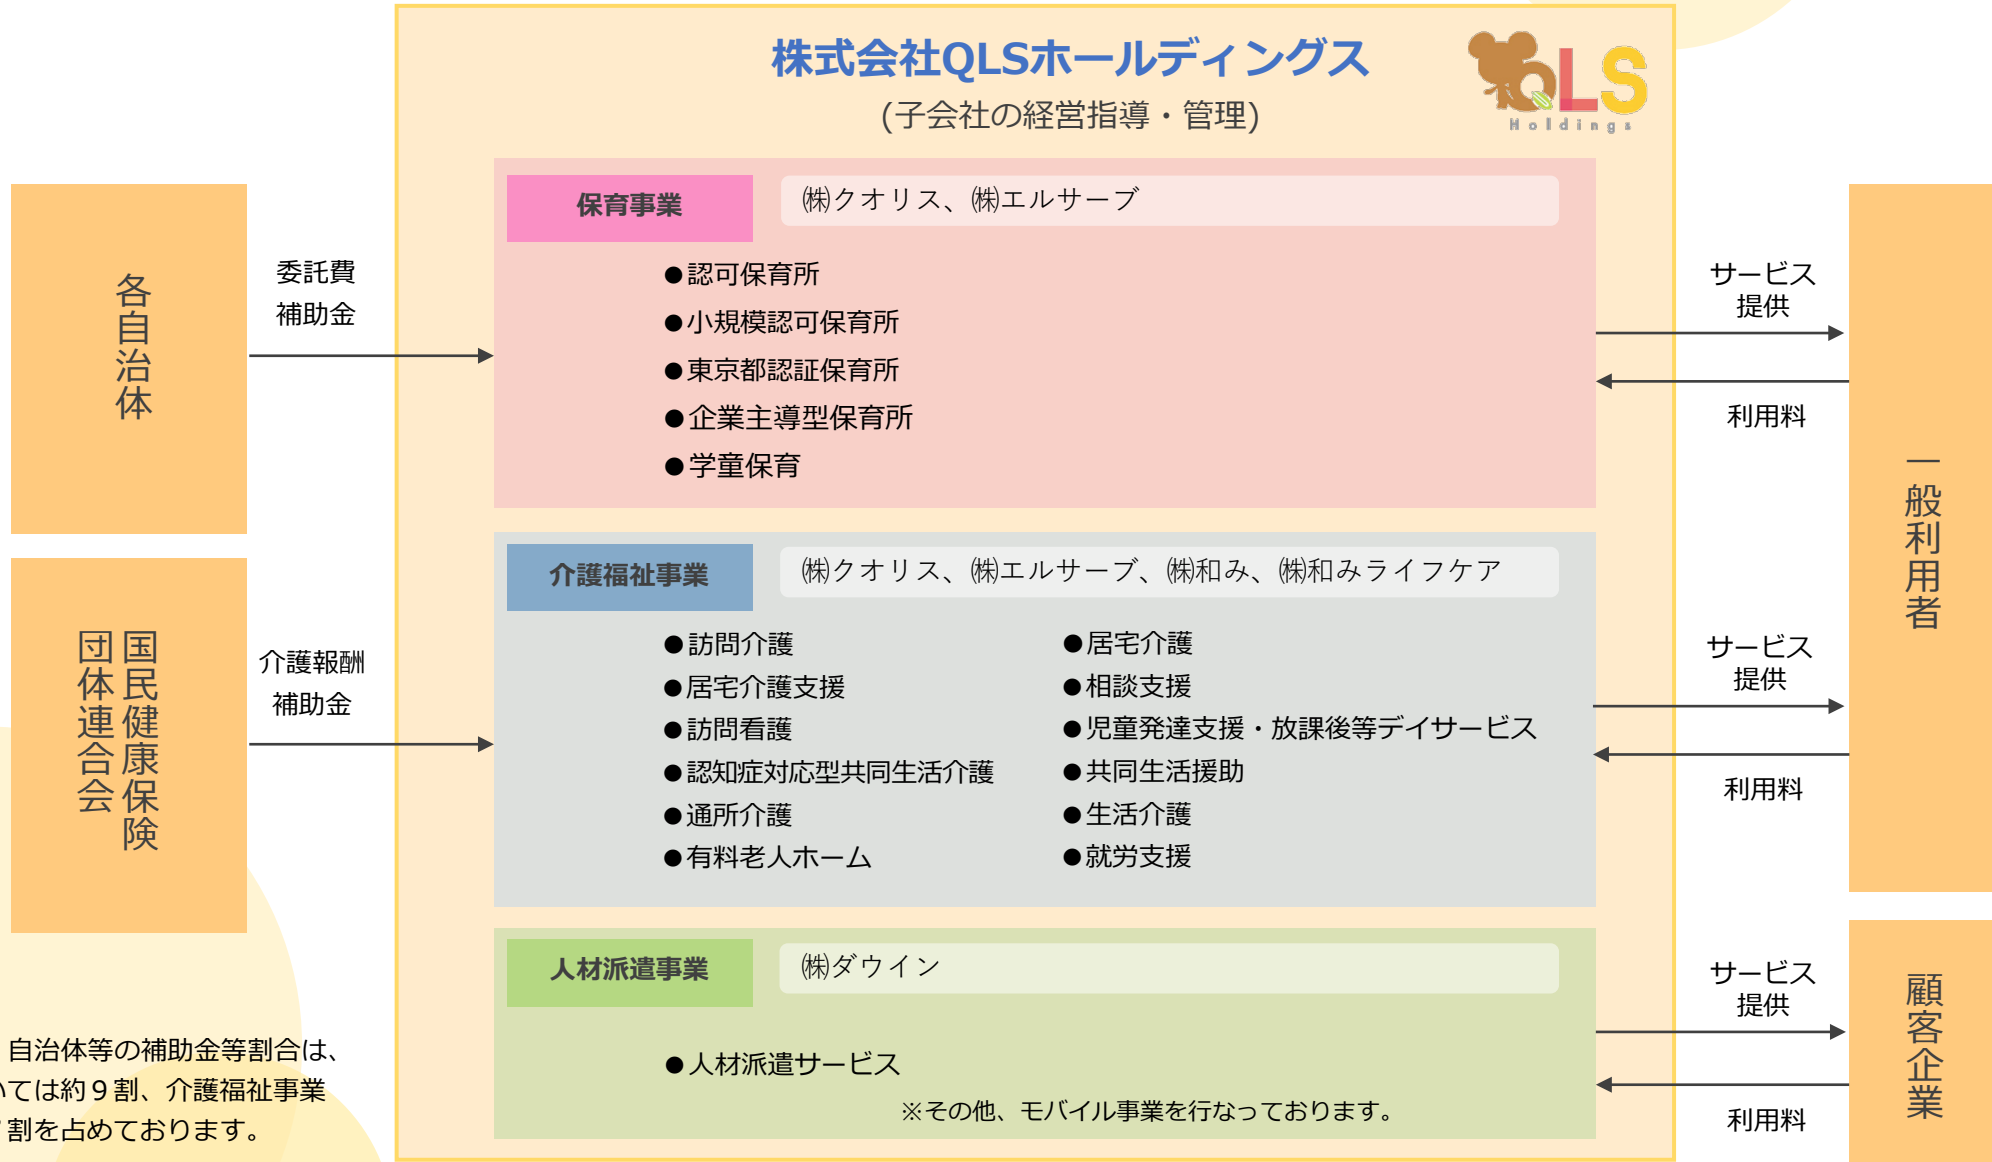 株式会社QLSホールディングス
(子会社の経営指導・管理)
QLS
Holdings
各自治体
委託費
補助金
保育事業
㈱クオリス、㈱エルサーブ
●認可保育所
●小規模認可保育所
●東京都認証保育所
●企業主導型保育所
●学童保育
サービス
提供
利用料
一般利用者
国民健康保険
団体連合会
介護報酬
補助金
介護福祉事業
㈱クオリス、㈱エルサーブ、㈱和み、㈱和みライフケア
●訪問介護
●居宅介護支援
●訪問看護
●認知症対応型共同生活介護
●通所介護
●有料老人ホーム
●居宅介護
●相談支援
●児童発達支援・放課後等デイサービス
●共同生活援助
●生活介護
●就労支援
サービス
提供
利用料
人材派遣事業
㈱ダウイン
●人材派遣サービス
※その他、モバイル事業を行なっております。
サービス
提供
利用料
顧客企業
自治体等の補助金等割合は、
いては約９割、介護福祉事業
割を占めております。